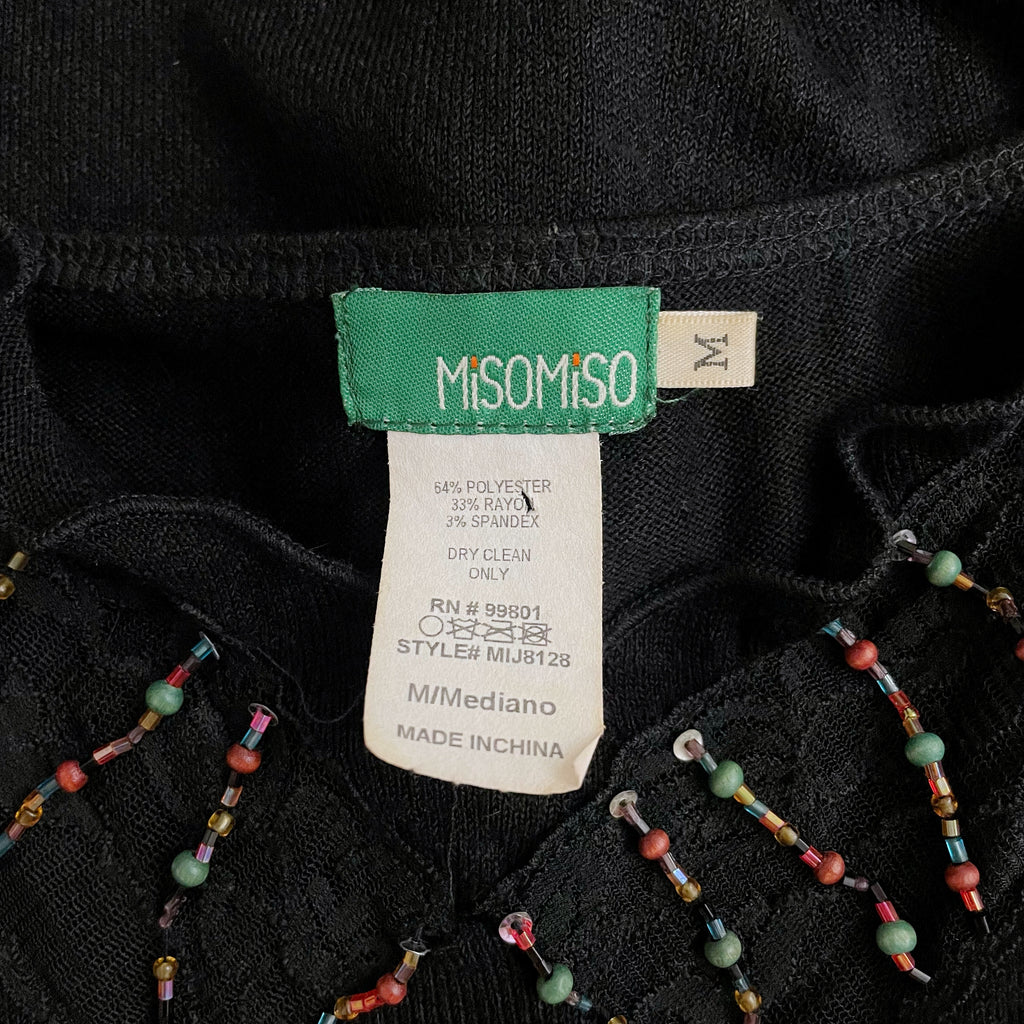 MiSOMiSO
M
64% POLYESTER
33% RAYON
3% SPANDEX
DRY CLEAN
ONLY
RN # 99801
STYLE# MIJ8128
M/Mediano
MADE INCHINA